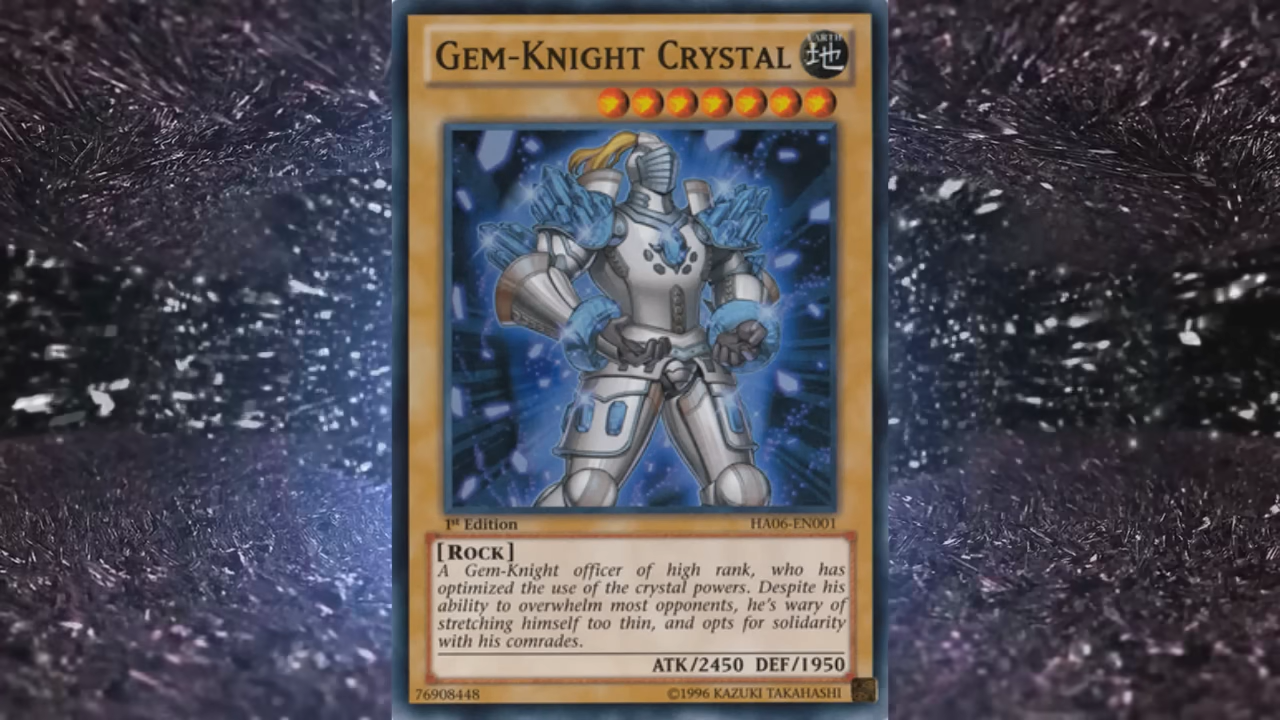 GEM-KNIGHT CRYSTAL
EARTH
地
1st Edition
HA06-EN001
[ROCK]
A Gem-Knight officer of high rank, who has
optimized the use of the crystal powers. Despite his
ability to overwhelm most opponents, he's wary of
stretching himself too thin, and opts for solidarity
with his comrades.
ATK/2450 DEF/1950
76908448
©1996 KAZUKI TAKAHASHI